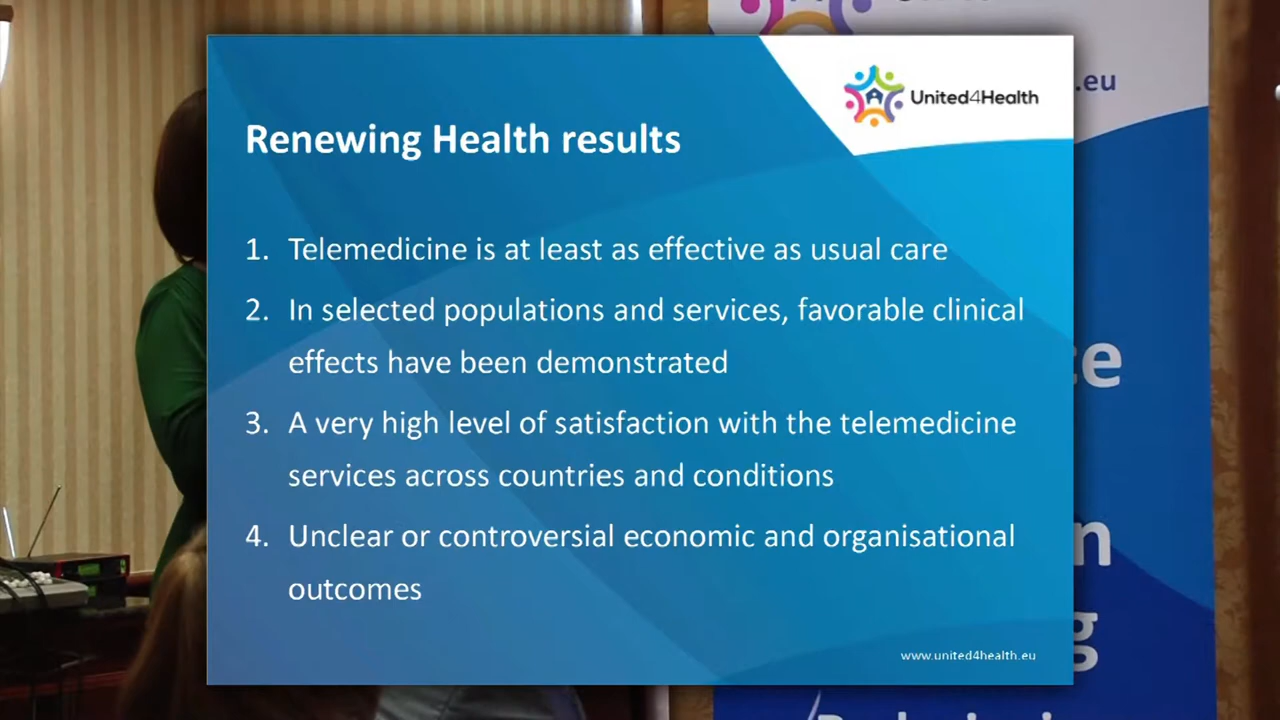 .eu
United4Health
Renewing Health results
1. Telemedicine is at least as effective as usual care
2. In selected populations and services, favorable clinical
effects have been demonstrated
3. A very high level of satisfaction with the telemedicine
services across countries and conditions
4. Unclear or controversial economic and organisational
outcomes
www.united4health.eu